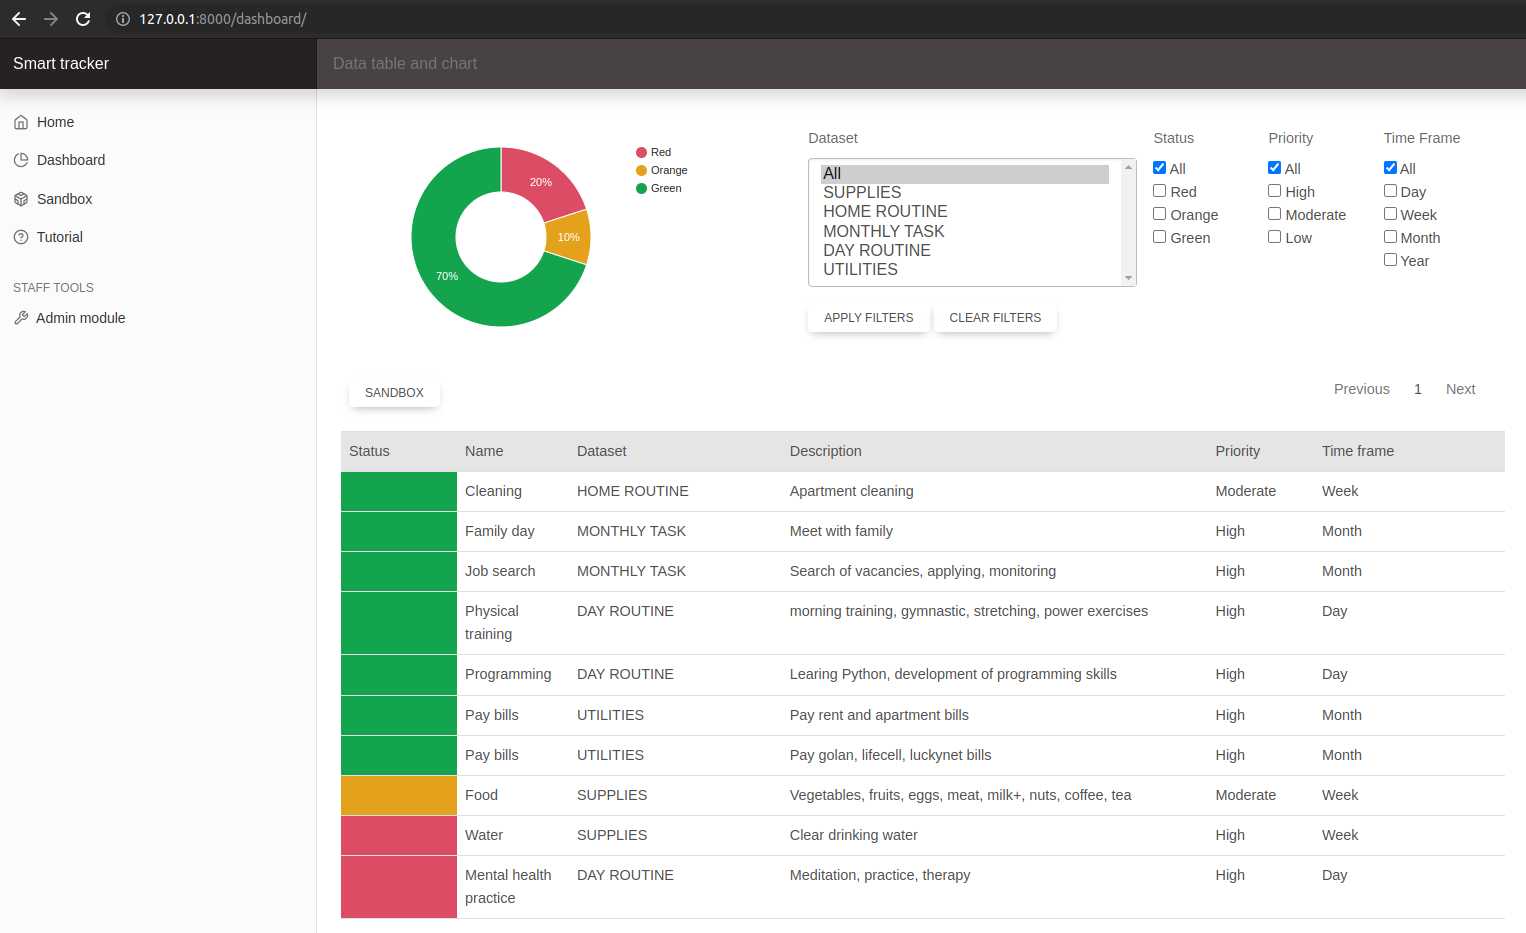 127.0.0.1:8000/dashboard/
Smart tracker
Data table and chart
Home
Dashboard
Sandbox
Tutorial
STAFF TOOLS
Admin module
20%
10%
70%
Red
Orange
Green
Dataset
All
SUPPLIES
HOME ROUTINE
MONTHLY TASK
DAY ROUTINE
UTILITIES
APPLY FILTERS CLEAR FILTERS
Status
All
Red
Orange
Green
Priority
All
High
Moderate
Low
Time Frame
All
Day
Week
Month
Year
SANDBOX
Previous 1 Next
Status Name Dataset Description Priority Time frame
Cleaning HOME ROUTINE Apartment cleaning Moderate Week
Family day MONTHLY TASK Meet with family High Month
Job search MONTHLY TASK Search of vacancies, applying, monitoring High Month
Physical DAY ROUTINE morning training, gymnastic, stretching, power exercises High Day
training
Programming DAY ROUTINE Learing Python, development of programming skills High Day
Pay bills UTILITIES Pay rent and apartment bills High Month
Pay bills UTILITIES Pay golan, lifecell, luckynet bills High Month
Food SUPPLIES Vegetables, fruits, eggs, meat, milk+, nuts, coffee, tea Moderate Week
Water SUPPLIES Clear drinking water High Week
Mental health DAY ROUTINE Meditation, practice, therapy High Day
practice